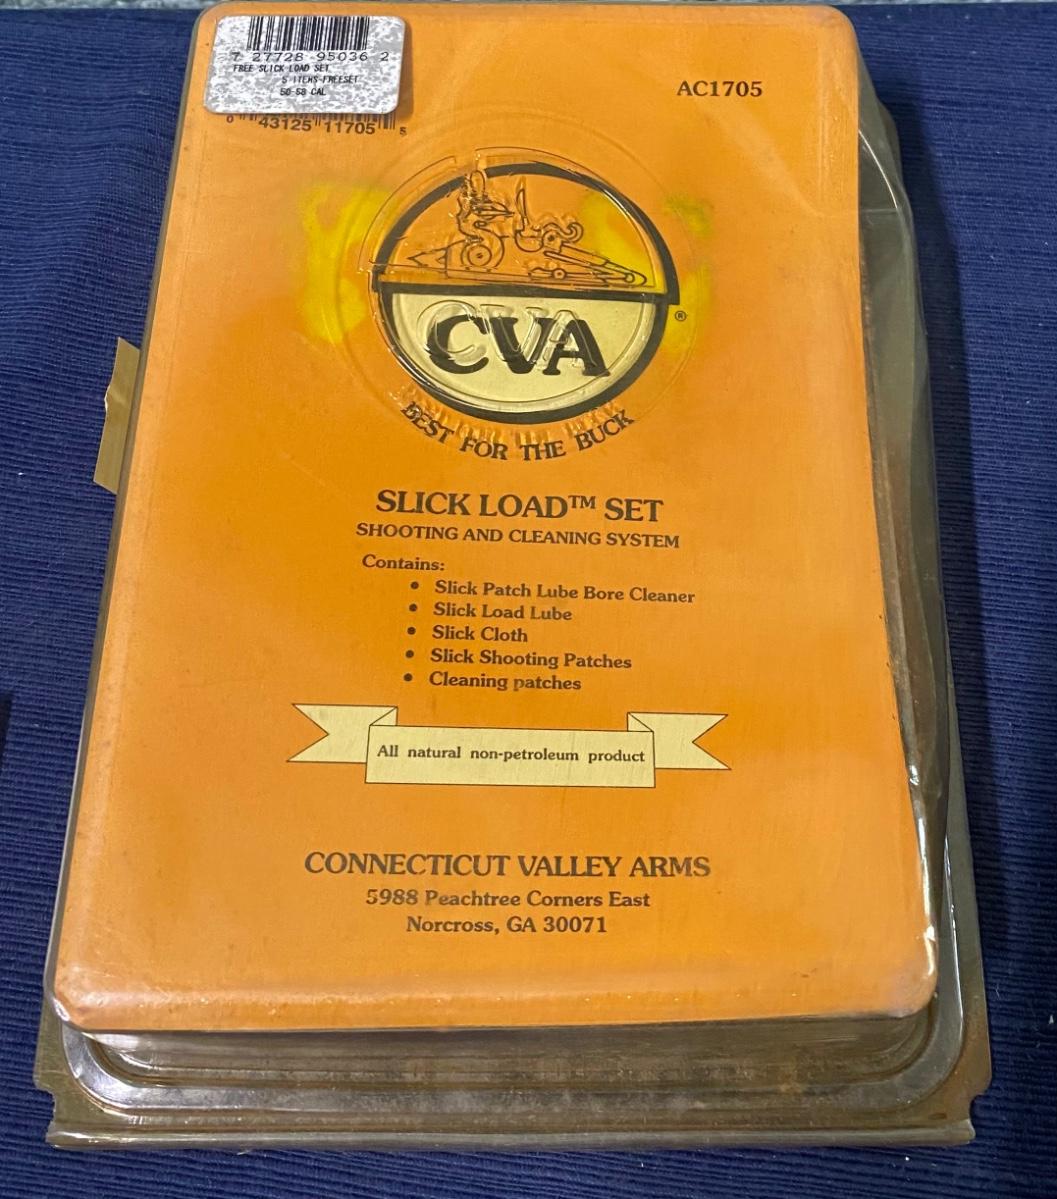 7 27728 95036 2
FREE SLICK LOAD SET
5 ITEMS-FREESET
50-58 CAL
0 43125 11705 5
AC1705
CVA
®
BEST FOR THE BUCK
SLICK LOAD™ SET
SHOOTING AND CLEANING SYSTEM
Contains:
• Slick Patch Lube Bore Cleaner
• Slick Load Lube
• Slick Cloth
• Slick Shooting Patches
• Cleaning patches
All natural non-petroleum product
CONNECTICUT VALLEY ARMS
5988 Peachtree Corners East
Norcross, GA 30071